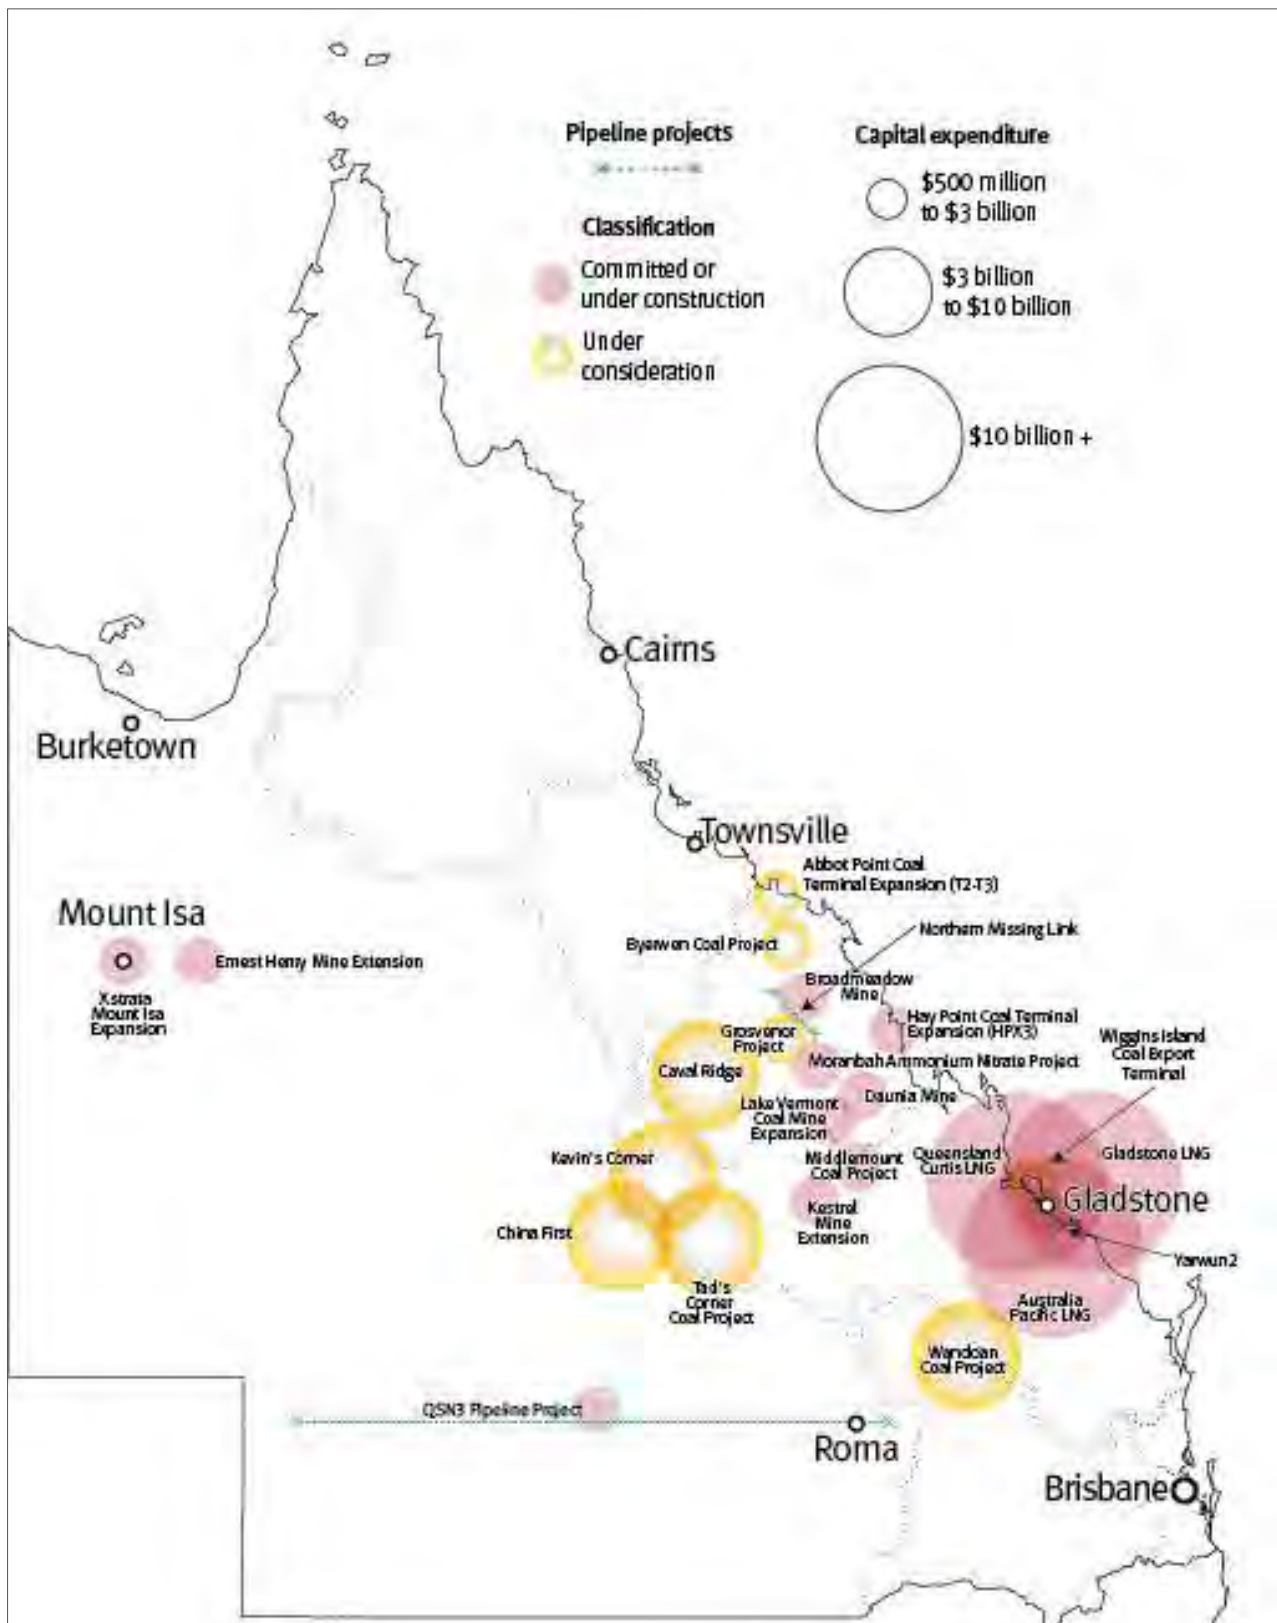 Pipeline projects
Capital expenditure
$500 million
to $3 billion
Classification
Committed or
under construction
$3 billion
to $10 billion
Under
consideration
$10 billion +
Cairns
Burketown
Townsville
Abbot Point Coal
Terminal Expansion (T2-T3)
Mount Isa
Northern Missing Link
Byerwen Coal Project
Ernest Henry Mine Extension
Broadmeadow
Mine
Xstrata
Mount Isa
Expansion
Hay Point Coal Terminal
Expansion (HPX3)
Grosvenor
Project
Wiggins Island
Coal Export
Terminal
Moranbah Ammonium Nitrate Project
Caval Ridge
Daunia Mine
Lake Vermont
Coal Mine
Expansion
Kevin's Corner
Middlemount
Coal Project
Queensland
Curtis LNG
Gladstone LNG
Gladstone
Kestrel
Mine
Extension
China First
Yarwun 2
Tad's
Corner
Coal Project
Australia
Pacific LNG
Wandoan
Coal Project
QSN3 Pipeline Project
Roma
Brisbane